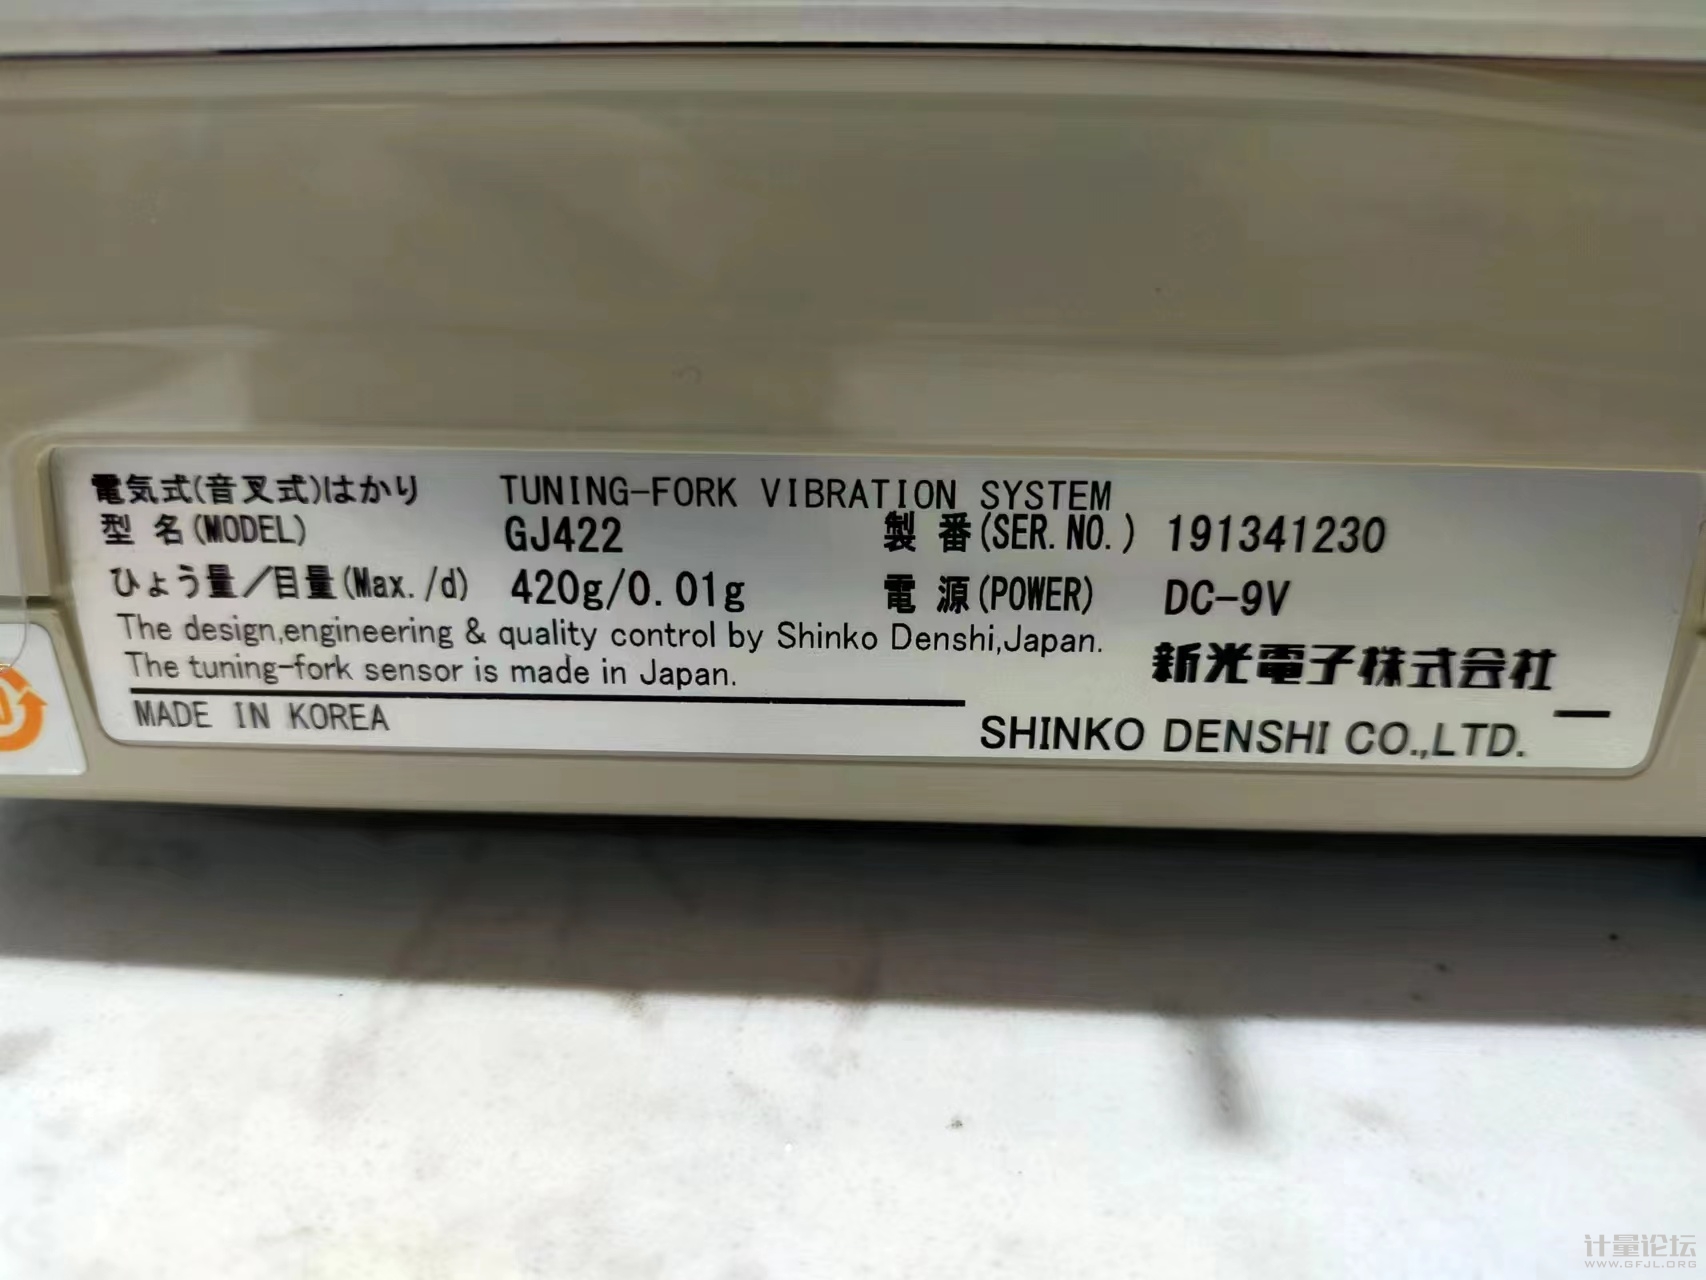 電気式(音叉式)はかり TUNING-FORK VIBRATION SYSTEM
型 名(MODEL) GJ422 製 番(SER.NO.) 191341230
ひょう量/目量(Max./d) 420g/0.01g 電 源(POWER) DC-9V
The design,engineering & quality control by Shinko Denshi,Japan.
The tuning-fork sensor is made in Japan.
新光電子株式会社
MADE IN KOREA
SHINKO DENSHI CO.,LTD.
计量论坛
WWW.GFJL.ORG